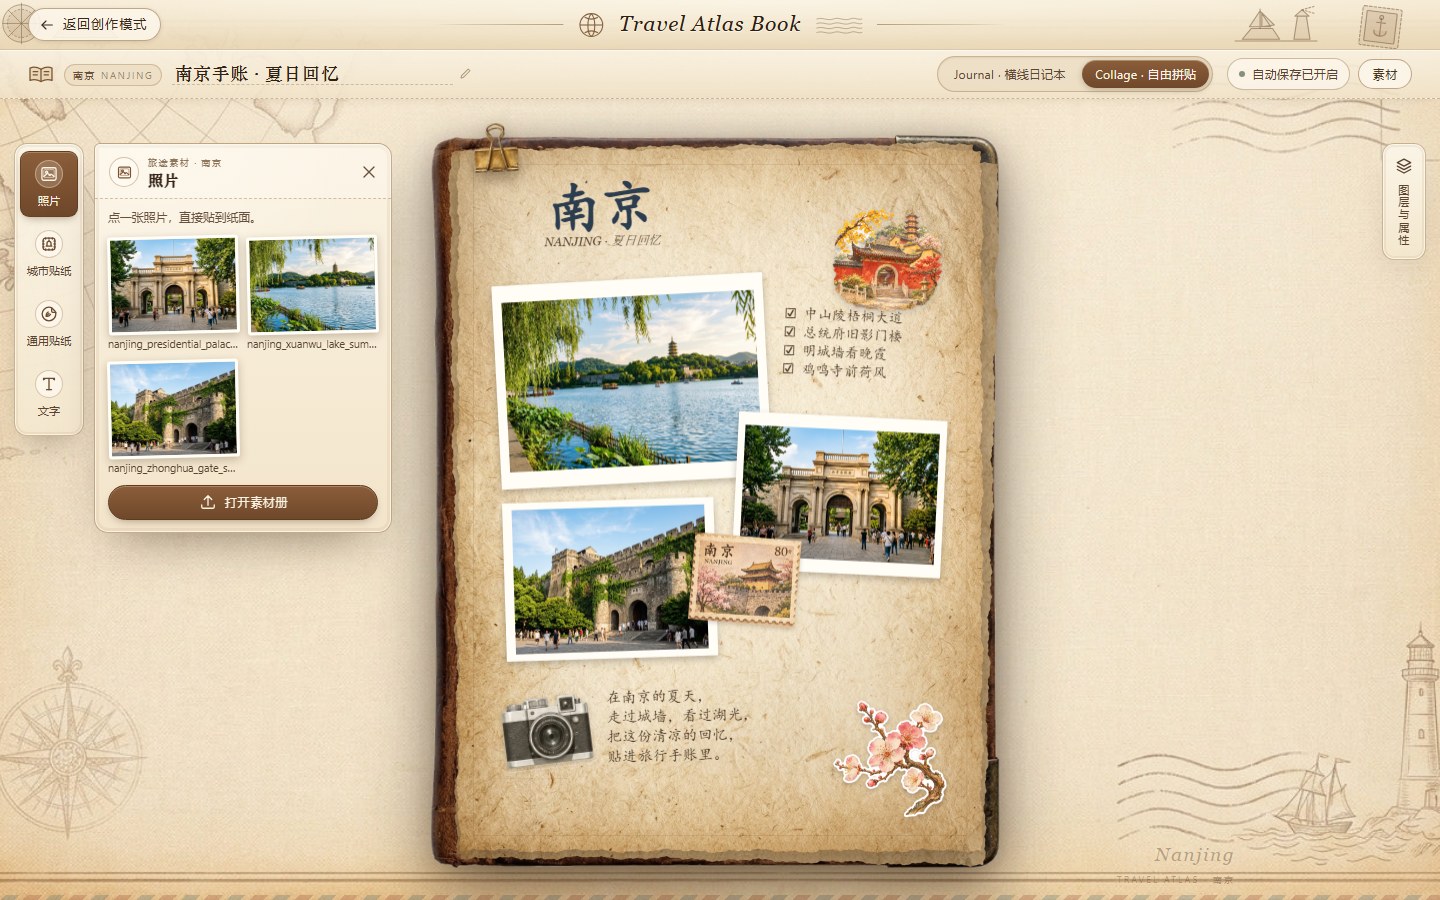 返回创作模式
Travel Atlas Book
南京 NANJING
南京手账 · 夏日回忆
Journal · 横线日记本
Collage · 自由拼贴
自动保存已开启
素材
照片
城市贴纸
通用贴纸
文字
旅途素材 · 南京
照片
点一张照片，直接贴到纸面。
nanjing_presidential_palac...
nanjing_xuanwu_lake_sum...
nanjing_zhonghua_gate_s...
打开素材册
南京
NANJING · 夏日回忆
☑ 中山陵梧桐大道
☑ 总统府旧影门楼
☑ 明城墙看晚霞
☑ 鸡鸣寺前荷风
南京
80
NANJING
在南京的夏天，
走过城墙，看过湖光，
把这份清凉的回忆，
贴进旅行手账里。
图层与属性
Nanjing
TRAVEL ATLAS · 南京